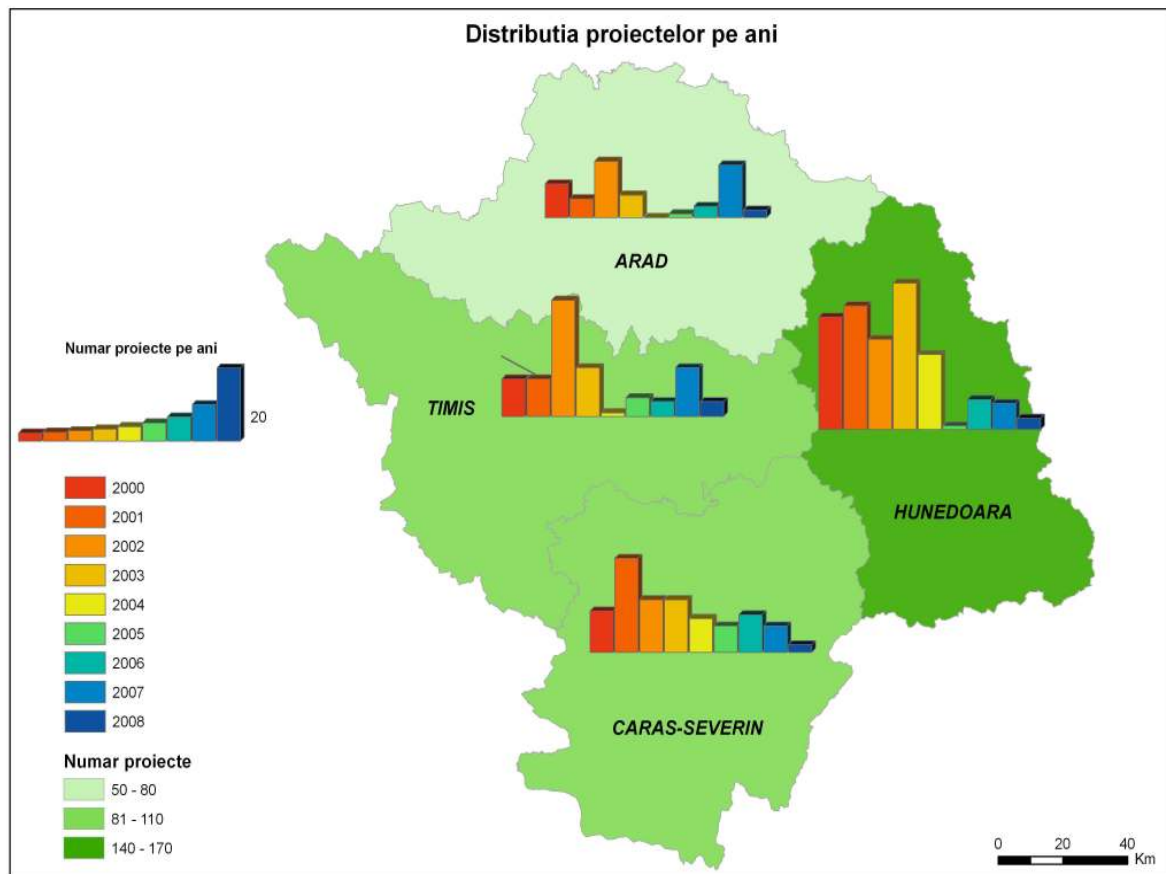 Distributia proiectelor pe ani
ARAD
TIMIS
HUNEDOARA
CARAS-SEVERIN
Numar proiecte pe ani
20
2000
2001
2002
2003
2004
2005
2006
2007
2008
Numar proiecte
50 - 80
81 - 110
140 - 170
0 20 40
Km